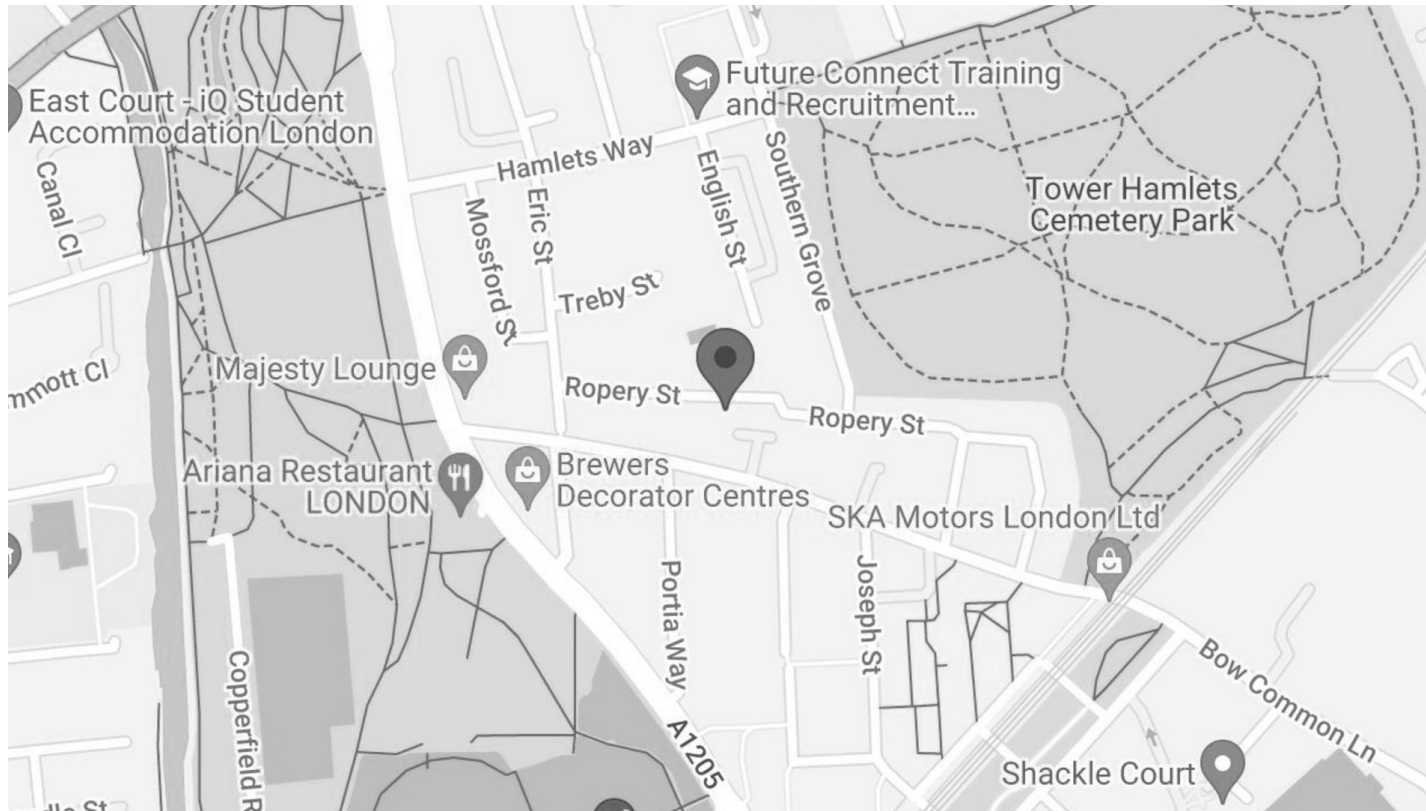 Future Connect Training
and Recruitment...
East Court - iQ Student
Accommodation London
Hamlets Way
Canal Cl
Mossford St
Eric St
English St
Southern Grove
Tower Hamlets
Cemetery Park
Treby St
Majesty Lounge
mmott Cl
Ropery St
Ropery St
Ariana Restaurant
LONDON
Brewers
Decorator Centres
SKA Motors London Ltd
Portia Way
Joseph St
Copperfield R
Bow Common Ln
A1205
Shackle Court